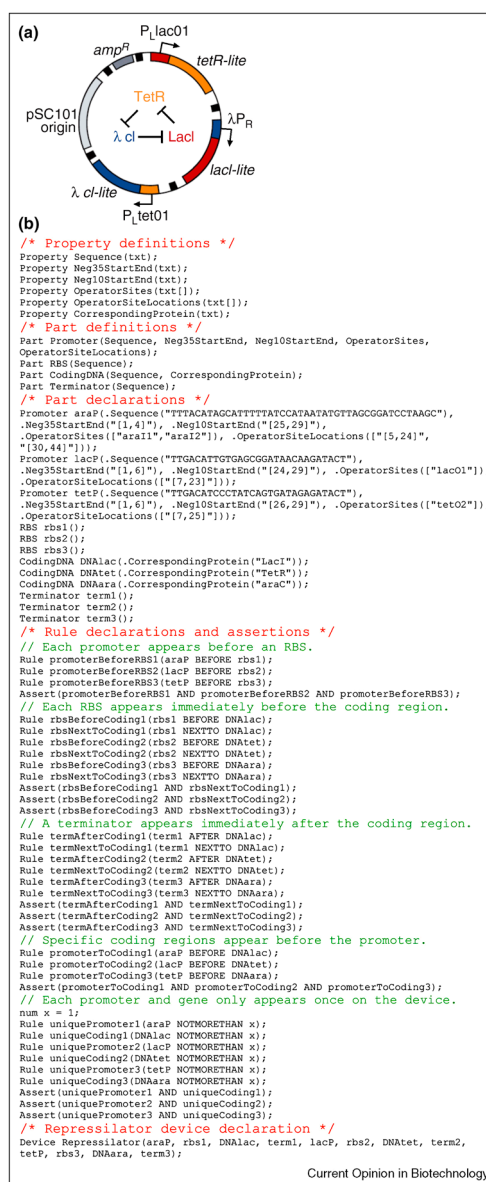 (a)
PLlac01
ampR
tetR-lite
TetR
pSC101
origin
λPR
λ cI
LacI
lacI-lite
λ cI-lite
PLtet01
(b)
/* Property definitions */
Property Sequence(txt);
Property Neg35StartEnd(txt);
Property Neg10StartEnd(txt);
Property OperatorSites(txt[]);
Property OperatorSiteLocations(txt[]);
Property CorrespondingProtein(txt);
/* Part definitions */
Part Promoter(Sequence, Neg35StartEnd, Neg10StartEnd, OperatorSites,
OperatorSiteLocations);
Part RBS(Sequence);
Part CodingDNA(Sequence, CorrespondingProtein);
Part Terminator(Sequence);
/* Part declarations */
Promoter araP(.Sequence("TTTACATAGCATTTTTATCCATAATATGTTAGCGGATCCTAAGC"),
.Neg35StartEnd("[1,4]"), .Neg10StartEnd("[25,29]"),
.OperatorSites(["araI1","araI2"]), .OperatorSiteLocations(["[5,24]",
"[30,44]"]));
Promoter lacP(.Sequence("TTGACATTGTGAGCGGATAACAAGATACT"),
.Neg35StartEnd("[1,6]"), .Neg10StartEnd("[24,29]"), .OperatorSites(["lacO1"])
.OperatorSiteLocations(["[7,23]"]));
Promoter tetP(.Sequence("TTGACATCCCTATCAGTGATAGAGATACT"),
.Neg35StartEnd("[1,6]"), .Neg10StartEnd("[26,29]"), .OperatorSites(["tetO2"])
.OperatorSiteLocations(["[7,25]"]));
RBS rbs1();
RBS rbs2();
RBS rbs3();
CodingDNA DNAlac(.CorrespondingProtein("LacI"));
CodingDNA DNAtet(.CorrespondingProtein("TetR"));
CodingDNA DNAara(.CorrespondingProtein("araC"));
Terminator term1();
Terminator term2();
Terminator term3();
/* Rule declarations and assertions */
// Each promoter appears before an RBS.
Rule promoterBeforeRBS1(araP BEFORE rbs1);
Rule promoterBeforeRBS2(lacP BEFORE rbs2);
Rule promoterBeforeRBS3(tetP BEFORE rbs3);
Assert(promoterBeforeRBS1 AND promoterBeforeRBS2 AND promoterBeforeRBS3);
// Each RBS appears immediately before the coding region.
Rule rbsBeforeCoding1(rbs1 BEFORE DNAlac);
Rule rbsNextToCoding1(rbs1 NEXTTO DNAlac);
Rule rbsBeforeCoding2(rbs2 BEFORE DNAtet);
Rule rbsNextToCoding2(rbs2 NEXTTO DNAtet);
Rule rbsBeforeCoding3(rbs3 BEFORE DNAara);
Rule rbsNextToCoding3(rbs3 NEXTTO DNAara);
Assert(rbsBeforeCoding1 AND rbsNextToCoding1);
Assert(rbsBeforeCoding2 AND rbsNextToCoding2);
Assert(rbsBeforeCoding3 AND rbsNextToCoding3);
// A terminator appears immediately after the coding region.
Rule termAfterCoding1(term1 AFTER DNAlac);
Rule termNextToCoding1(term1 NEXTTO DNAlac);
Rule termAfterCoding2(term2 AFTER DNAtet);
Rule termNextToCoding2(term2 NEXTTO DNAtet);
Rule termAfterCoding3(term3 AFTER DNAara);
Rule termNextToCoding3(term3 NEXTTO DNAara);
Assert(termAfterCoding1 AND termNextToCoding1);
Assert(termAfterCoding2 AND termNextToCoding2);
Assert(termAfterCoding3 AND termNextToCoding3);
// Specific coding regions appear before the promoter.
Rule promoterToCoding1(araP BEFORE DNAlac);
Rule promoterToCoding2(lacP BEFORE DNAtet);
Rule promoterToCoding3(tetP BEFORE DNAara);
Assert(promoterToCoding1 AND promoterToCoding2 AND promoterToCoding3);
// Each promoter and gene only appears once on the device.
num x = 1;
Rule uniquePromoter1(araP NOTMORETHAN x);
Rule uniqueCoding1(DNAlac NOTMORETHAN x);
Rule uniquePromoter2(lacP NOTMORETHAN x);
Rule uniqueCoding2(DNAtet NOTMORETHAN x);
Rule uniquePromoter3(tetP NOTMORETHAN x);
Rule uniqueCoding3(DNAara NOTMORETHAN x);
Assert(uniquePromoter1 AND uniqueCoding1);
Assert(uniquePromoter2 AND uniqueCoding2);
Assert(uniquePromoter3 AND uniqueCoding3);
/* Repressilator device declaration */
Device Repressilator(araP, rbs1, DNAlac, term1, lacP, rbs2, DNAtet, term2,
tetP, rbs3, DNAara, term3);
Current Opinion in Biotechnology